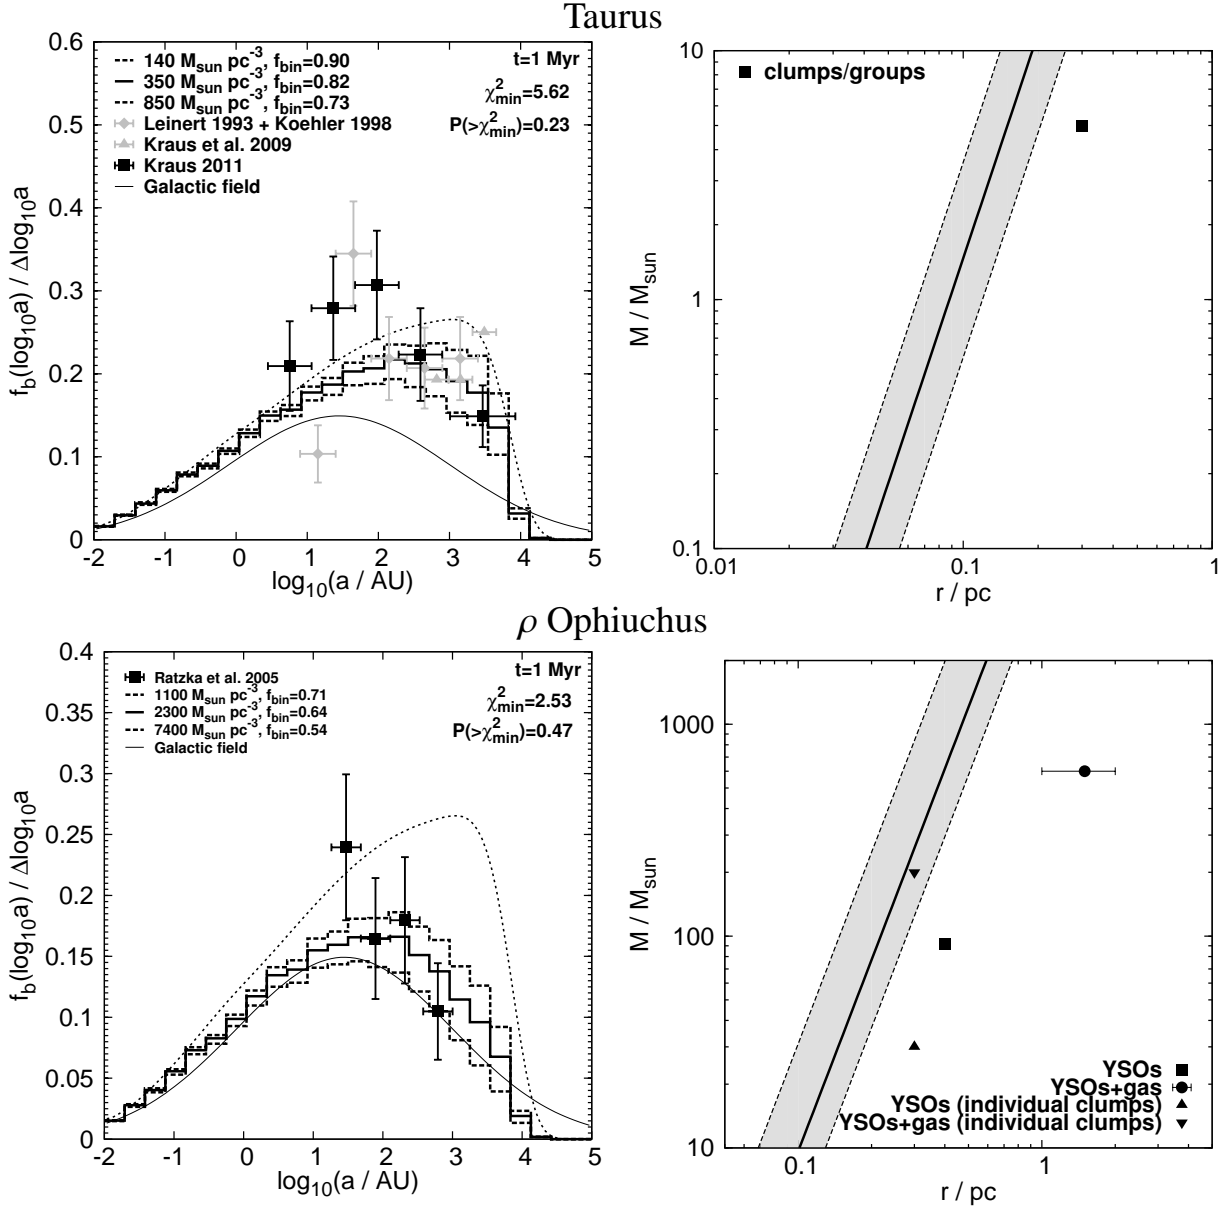 Taurus
0.6
0.5
0.4
0.3
0.2
0.1
0
f_b(log_10 a) / Δlog_10 a
140 M_sun pc^-3, f_bin=0.90
350 M_sun pc^-3, f_bin=0.82
850 M_sun pc^-3, f_bin=0.73
Leinert 1993 + Koehler 1998
Kraus et al. 2009
Kraus 2011
Galactic field
t=1 Myr
χ²_min=5.62
P(>χ²_min)=0.23
-2 -1 0 1 2 3 4 5
log_10(a / AU)
10
1
0.1
M / M_sun
clumps/groups
0.01 0.1 1
r / pc
ρ Ophiuchus
0.4
0.35
0.3
0.25
0.2
0.15
0.1
0.05
0
f_b(log_10 a) / Δlog_10 a
Ratzka et al. 2005
1100 M_sun pc^-3, f_bin=0.71
2300 M_sun pc^-3, f_bin=0.64
7400 M_sun pc^-3, f_bin=0.54
Galactic field
t=1 Myr
χ²_min=2.53
P(>χ²_min)=0.47
-2 -1 0 1 2 3 4 5
log_10(a / AU)
1000
100
10
M / M_sun
YSOs
YSOs+gas
YSOs (individual clumps)
YSOs+gas (individual clumps)
0.1 1
r / pc